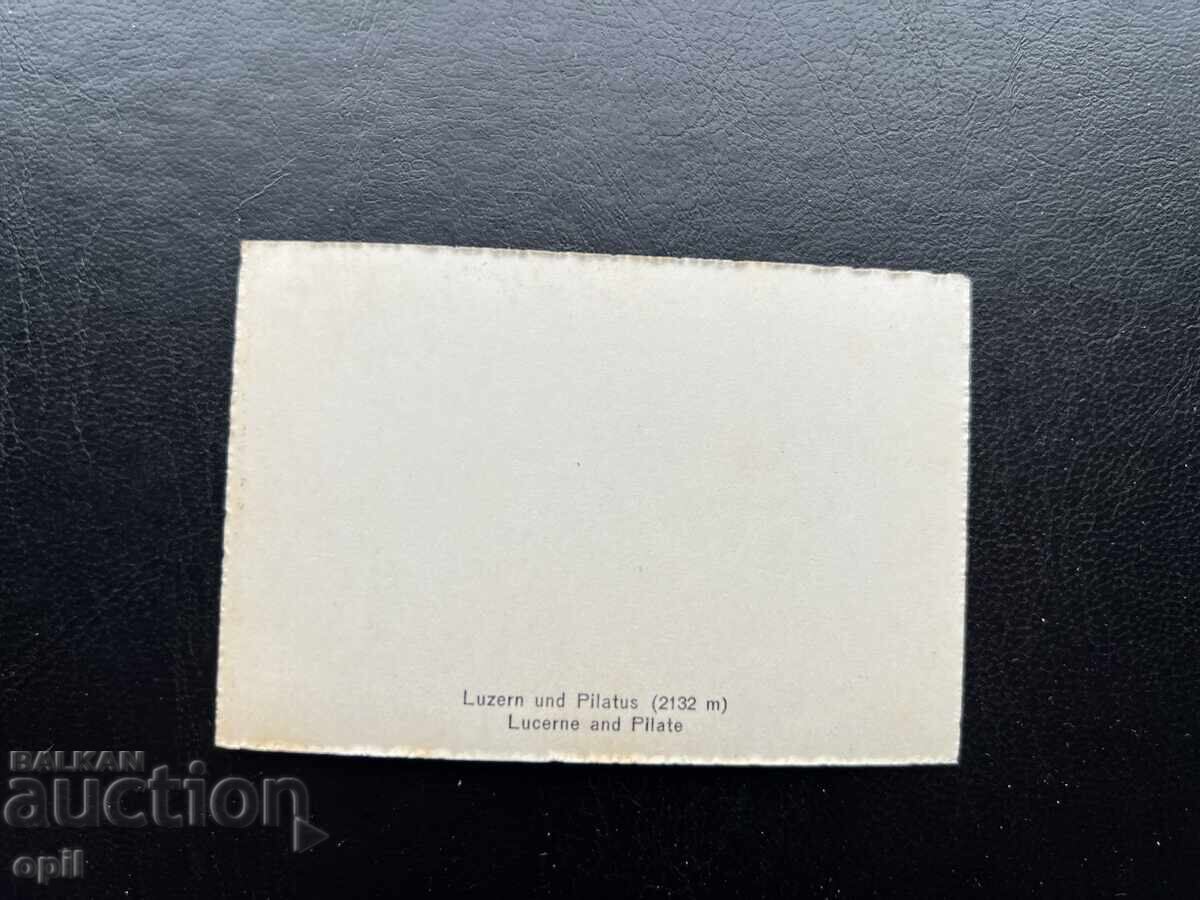 Luzern und Pilatus (2132 m)
Lucerne and Pilate
BALKAN
auction
opil